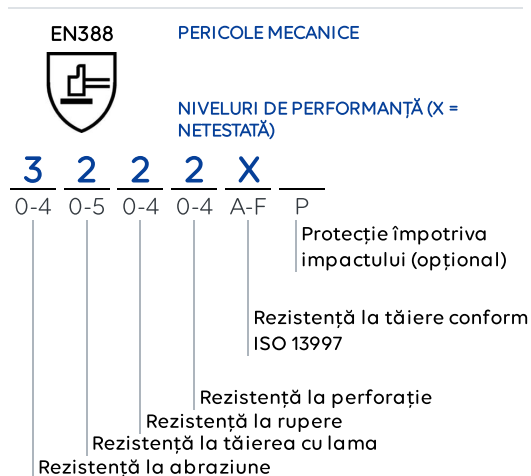 EN388
PERICOLE MECANICE
NIVELURI DE PERFORMANȚĂ (X =
NETESTATĂ)
3 2 2 2 X
0-4 0-5 0-4 0-4 A-F P
Protecție împotriva
impactului (opțional)
Rezistență la tăiere conform
ISO 13997
Rezistență la perforație
Rezistență la rupere
Rezistență la tăierea cu lama
Rezistență la abraziune